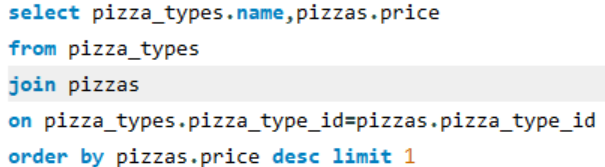 select pizza_types.name,pizzas.price
from pizza_types
join pizzas
on pizza_types.pizza_type_id=pizzas.pizza_type_id
order by pizzas.price desc limit 1